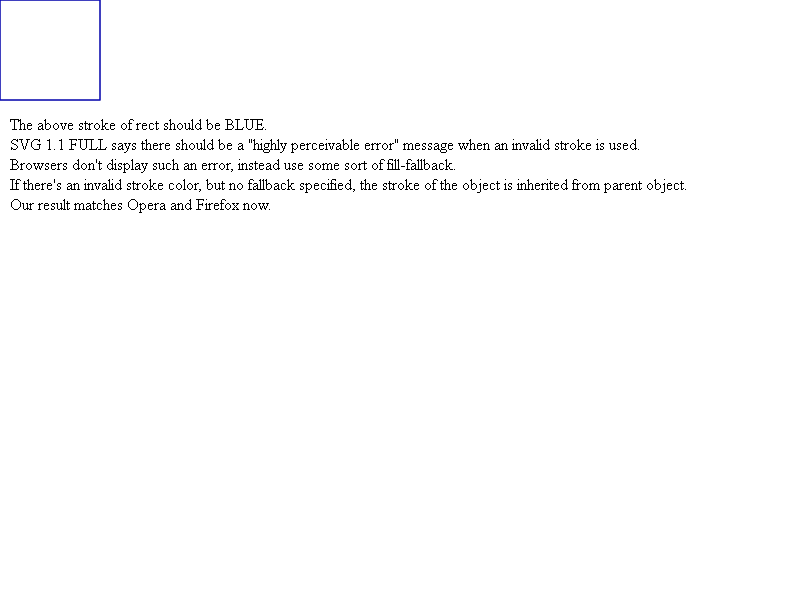 The above stroke of rect should be BLUE.
SVG 1.1 FULL says there should be a "highly perceivable error" message when an invalid stroke is used.
Browsers don't display such an error, instead use some sort of fill-fallback.
If there's an invalid stroke color, but no fallback specified, the stroke of the object is inherited from parent object.
Our result matches Opera and Firefox now.